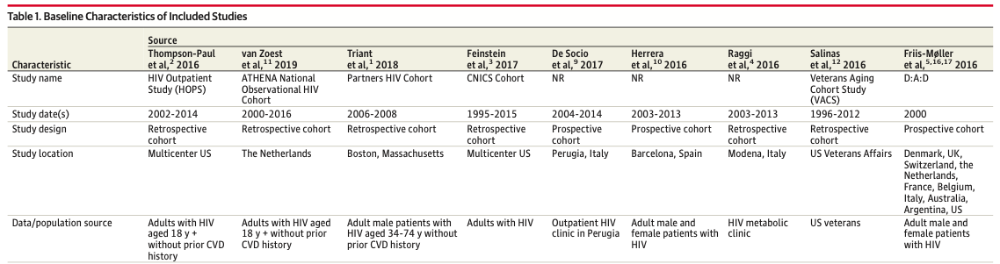 Table 1. Baseline Characteristics of Included Studies
Source
Characteristic
Thompson-Paul et al,2 2016
van Zoest et al,11 2019
Triant et al,1 2018
Feinstein et al,3 2017
De Socio et al,9 2017
Herrera et al,10 2016
Raggi et al,4 2016
Salinas et al,12 2016
Friis-Møller et al,5,16,17 2016
Study name
HIV Outpatient Study (HOPS)
ATHENA National Observational HIV Cohort
Partners HIV Cohort
CNICS Cohort
NR
NR
NR
Veterans Aging Cohort Study (VACS)
D:A:D
Study date(s)
2002-2014
2000-2016
2006-2008
1995-2015
2004-2014
2003-2013
2003-2013
1996-2012
2000
Study design
Retrospective cohort
Retrospective cohort
Retrospective cohort
Retrospective cohort
Prospective cohort
Prospective cohort
Retrospective cohort
Retrospective cohort
Prospective cohort
Study location
Multicenter US
The Netherlands
Boston, Massachusetts
Multicenter US
Perugia, Italy
Barcelona, Spain
Modena, Italy
US Veterans Affairs
Denmark, UK, Switzerland, the Netherlands, France, Belgium, Italy, Australia, Argentina, US
Data/population source
Adults with HIV aged 18 y + without prior CVD history
Adults with HIV aged 18 y + without prior CVD history
Adult male patients with HIV aged 34-74 y without prior CVD history
Adults with HIV
Outpatient HIV clinic in Perugia
Adult male and female patients with HIV
HIV metabolic clinic
US veterans
Adult male and female patients with HIV